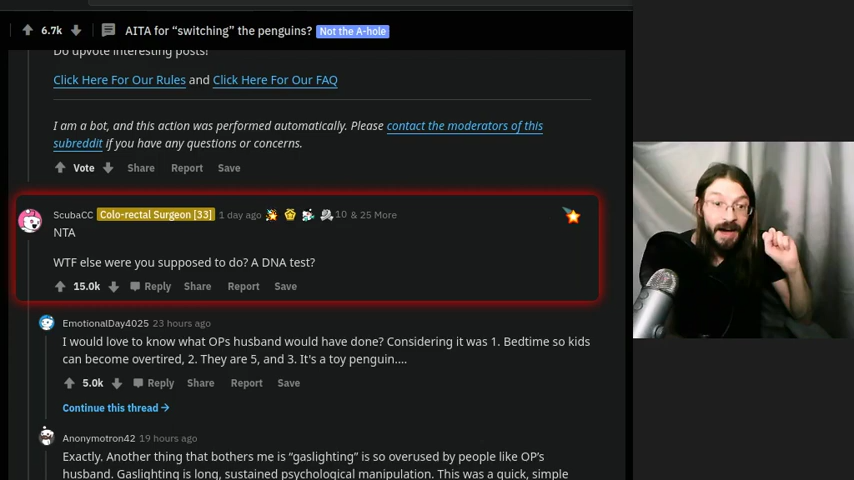 6.7k AITA for “switching” the penguins? Not the A-hole
Do upvote interesting posts!
Click Here For Our Rules and Click Here For Our FAQ
I am a bot, and this action was performed automatically. Please contact the moderators of this
subreddit if you have any questions or concerns.
Vote Share Report Save
ScubaCC Colo-rectal Surgeon [33] 1 day ago 10 & 25 More
NTA
WTF else were you supposed to do? A DNA test?
15.0k Reply Share Report Save
EmotionalDay4025 23 hours ago
I would love to know what OPs husband would have done? Considering it was 1. Bedtime so kids
can become overtired, 2. They are 5, and 3. It's a toy penguin....
5.0k Reply Share Report Save
Continue this thread
Anonymotron42 19 hours ago
Exactly. Another thing that bothers me is “gaslighting” is so overused by people like OP’s
husband. Gaslighting is long, sustained psychological manipulation. This was a quick, simple